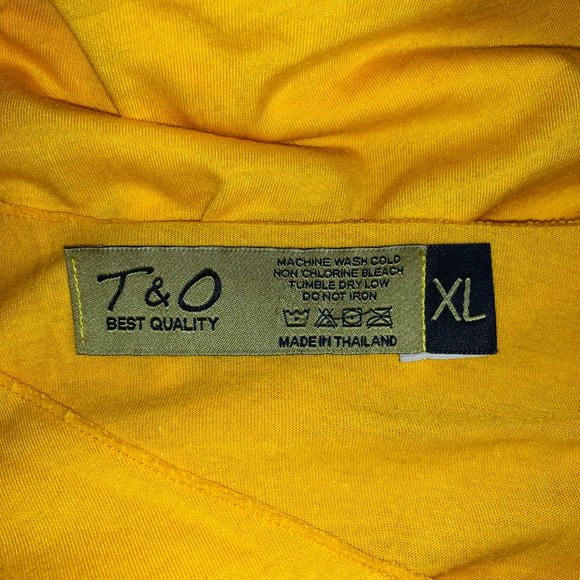 T & O
BEST QUALITY
MACHINE WASH COLD
NON CHLORINE BLEACH
TUMBLE DRY LOW
DO NOT IRON
MADE IN THAILAND
XL